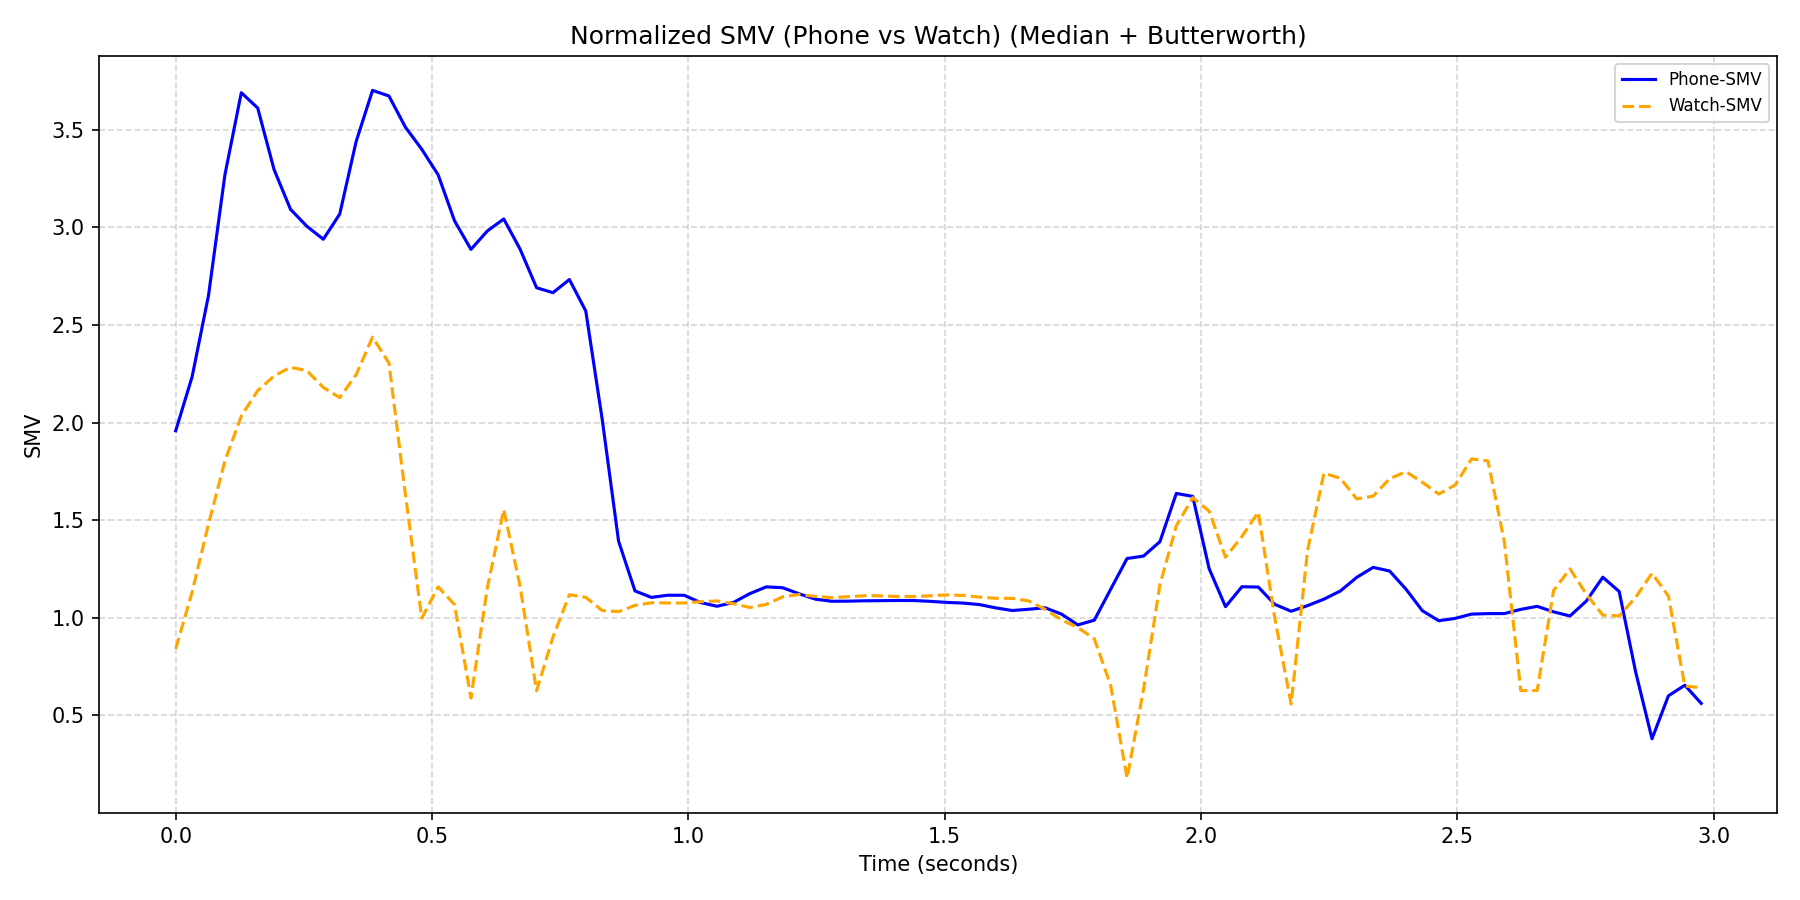 Normalized SMV (Phone vs Watch) (Median + Butterworth)
Phone-SMV
Watch-SMV
SMV
3.5
3.0
2.5
2.0
1.5
1.0
0.5
0.0 0.5 1.0 1.5 2.0 2.5 3.0
Time (seconds)